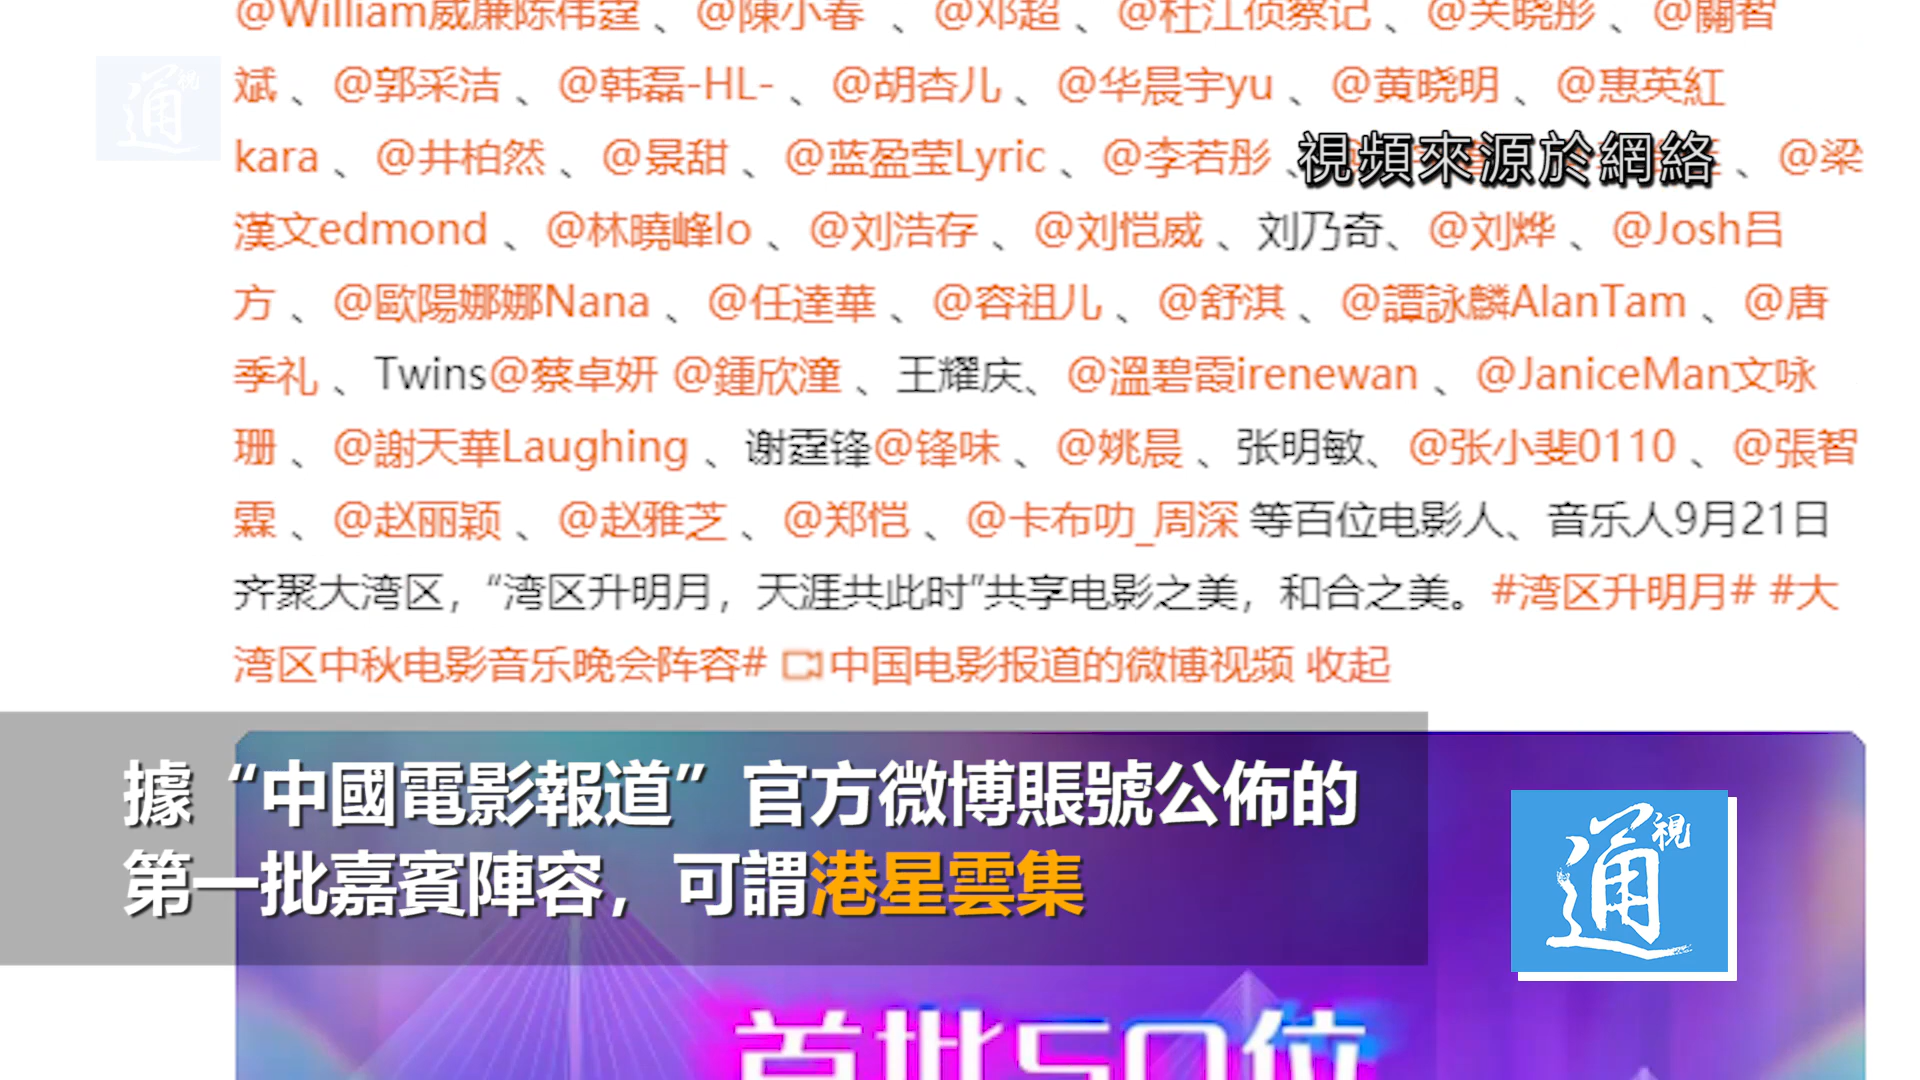 @William威廉陈伟霆 、@陳小春 、@邓超 、@杜江侦察记 、@关晓彤 、@關智
斌 、@郭采洁 、@韩磊-HL- 、@胡杏儿 、@华晨宇yu 、@黄晓明 、@惠英紅
kara 、@井柏然 、@景甜 、@蓝盈莹Lyric 、@李若彤 、 、@梁
視頻來源於網絡
漢文edmond 、@林曉峰lo 、@刘浩存 、@刘恺威 、刘乃奇、@刘烨 、@Josh吕
方 、@歐陽娜娜Nana 、@任達華 、@容祖儿 、@舒淇 、@譚詠麟AlanTam 、@唐
季礼 、Twins@蔡卓妍 @鍾欣潼 、王耀庆、@溫碧霞irenewan 、@JaniceMan文咏
珊 、@謝天華Laughing 、谢霆锋@锋味 、@姚晨 、张明敏、@张小斐0110 、@張智
霖 、@赵丽颖 、@赵雅芝 、@郑恺 、@卡布叻_周深 等百位电影人、音乐人9月21日
齐聚大湾区，“湾区升明月，天涯共此时”共享电影之美，和合之美。#湾区升明月# #大
湾区中秋电影音乐晚会阵容# 中国电影报道的微博视频 收起
據“中國電影報道”官方微博賬號公佈的
第一批嘉賓陣容，可謂港星雲集
通視
通視
首批50位